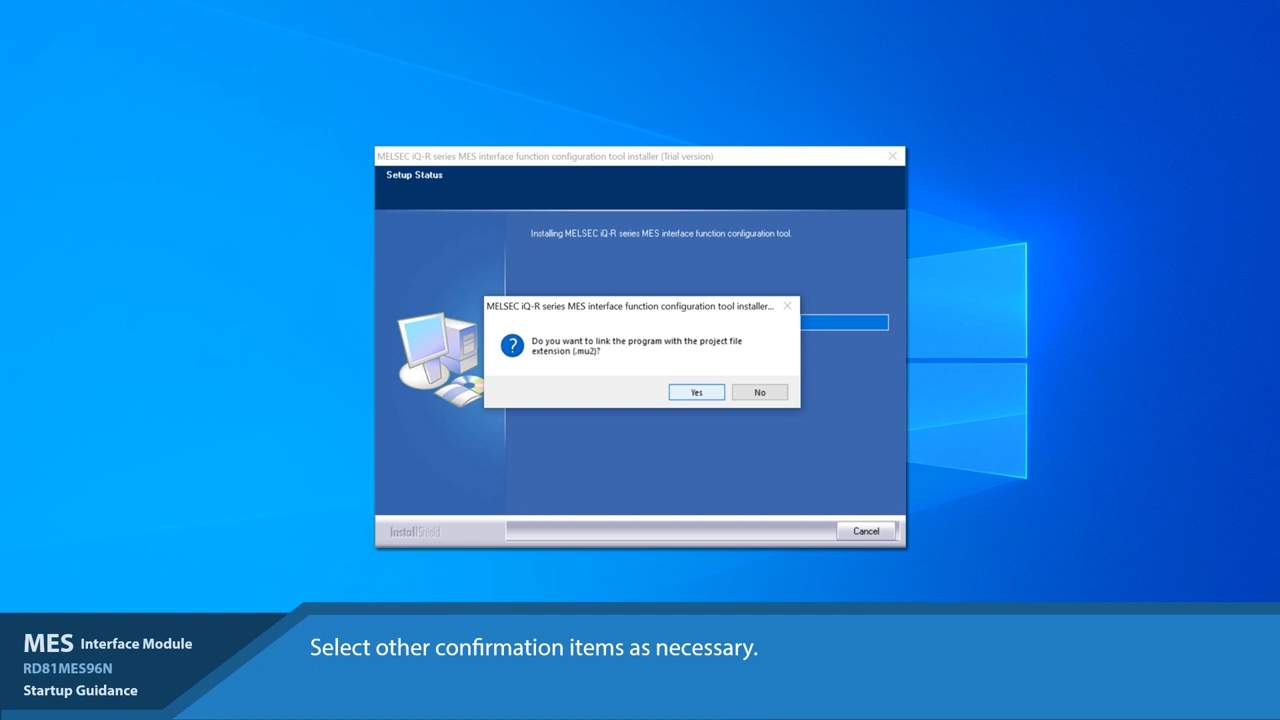 MELSEC iQ-R series MES interface function configuration tool installer (Trial version)
Setup Status
Installing MELSEC iQ-R series MES interface function configuration tool.
MELSEC iQ-R series MES interface function configuration tool installer...
Do you want to link the program with the project file
extension (.mu2)?
Yes No
InstallShield
Cancel
MES Interface Module
RD81MES96N
Startup Guidance
Select other confirmation items as necessary.